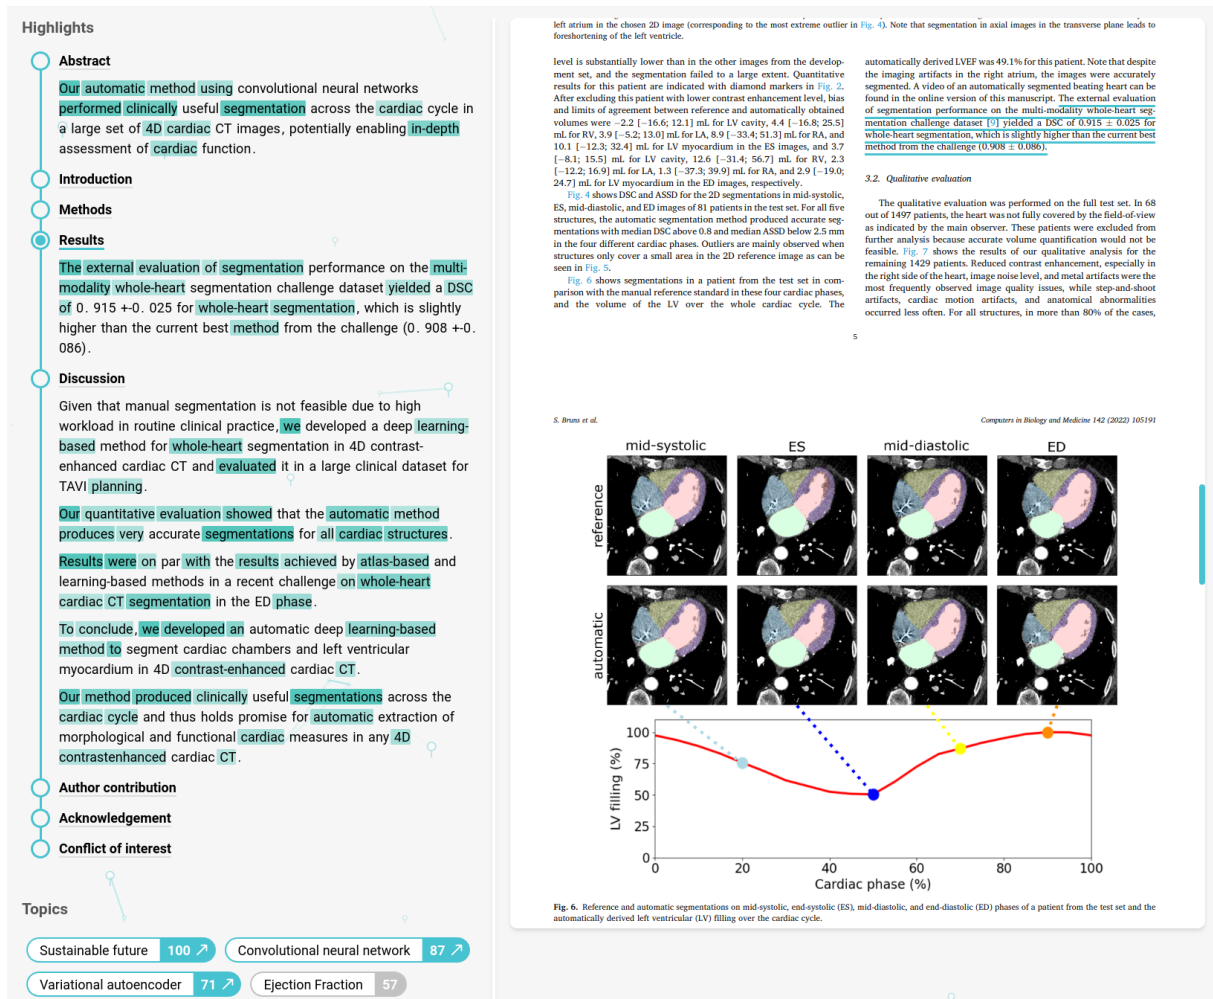 Highlights
Abstract
Our automatic method using convolutional neural networks
performed clinically useful segmentation across the cardiac cycle in
a large set of 4D cardiac CT images, potentially enabling in-depth
assessment of cardiac function.
Introduction
Methods
Results
The external evaluation of segmentation performance on the multi-
modality whole-heart segmentation challenge dataset yielded a DSC
of 0. 915 +-0. 025 for whole-heart segmentation, which is slightly
higher than the current best method from the challenge (0. 908 +-0.
086).
Discussion
Given that manual segmentation is not feasible due to high
workload in routine clinical practice, we developed a deep learning-
based method for whole-heart segmentation in 4D contrast-
enhanced cardiac CT and evaluated it in a large clinical dataset for
TAVI planning.
Our quantitative evaluation showed that the automatic method
produces very accurate segmentations for all cardiac structures.
Results were on par with the results achieved by atlas-based and
learning-based methods in a recent challenge on whole-heart
cardiac CT segmentation in the ED phase.
To conclude, we developed an automatic deep learning-based
method to segment cardiac chambers and left ventricular
myocardium in 4D contrast-enhanced cardiac CT.
Our method produced clinically useful segmentations across the
cardiac cycle and thus holds promise for automatic extraction of
morphological and functional cardiac measures in any 4D
contrastenhanced cardiac CT.
Author contribution
Acknowledgement
Conflict of interest
Topics
Sustainable future 100
Convolutional neural network 87
Variational autoencoder 71
Ejection Fraction 57
left atrium in the chosen 2D image (corresponding to the most extreme outlier in Fig. 4). Note that segmentation in axial images in the transverse plane leads to
foreshortening of the left ventricle.
level is substantially lower than in the other images from the develop-
ment set, and the segmentation failed to a large extent. Quantitative
results for this patient are indicated with diamond markers in Fig. 2.
After excluding this patient with lower contrast enhancement level, bias
and limits of agreement between reference and automatically obtained
volumes were −2.2 [−16.6; 12.1] mL for LV cavity, 4.4 [−16.8; 25.5]
mL for RV, 3.9 [−5.2; 13.0] mL for LA, 8.9 [−33.4; 51.3] mL for RA, and
10.1 [−12.3; 32.4] mL for LV myocardium in the ES images, and 3.7
[−8.1; 15.5] mL for LV cavity, 12.6 [−31.4; 56.7] mL for RV, 2.3
[−12.2; 16.9] mL for LA, 1.3 [−37.3; 39.9] mL for RA, and 2.9 [−19.0;
24.7] mL for LV myocardium in the ED images, respectively.
Fig. 4 shows DSC and ASSD for the 2D segmentations in mid-systolic,
ES, mid-diastolic, and ED images of 81 patients in the test set. For all five
structures, the automatic segmentation method produced accurate seg-
mentations with median DSC above 0.8 and median ASSD below 2.5 mm
in the four different cardiac phases. Outliers are mainly observed when
structures only cover a small area in the 2D reference image as can be
seen in Fig. 5.
Fig. 6 shows segmentations in a patient from the test set in com-
parison with the manual reference standard in these four cardiac phases,
and the volume of the LV over the whole cardiac cycle. The
automatically derived LVEF was 49.1% for this patient. Note that despite
the imaging artifacts in the right atrium, the images were accurately
segmented. A video of an automatically segmented beating heart can be
found in the online version of this manuscript. The external evaluation
of segmentation performance on the multi-modality whole-heart seg-
mentation challenge dataset [9] yielded a DSC of 0.915 ± 0.025 for
whole-heart segmentation, which is slightly higher than the current best
method from the challenge (0.908 ± 0.086).
3.2. Qualitative evaluation
The qualitative evaluation was performed on the full test set. In 68
out of 1497 patients, the heart was not fully covered by the field-of-view
as indicated by the main observer. These patients were excluded from
further analysis because accurate volume quantification would not be
feasible. Fig. 7 shows the results of our qualitative analysis for the
remaining 1429 patients. Reduced contrast enhancement, especially in
the right side of the heart, image noise level, and metal artifacts were the
most frequently observed image quality issues, while step-and-shoot
artifacts, cardiac motion artifacts, and anatomical abnormalities
occurred less often. For all structures, in more than 80% of the cases,
5
S. Bruns et al.
Computers in Biology and Medicine 142 (2022) 105191
mid-systolic ES mid-diastolic ED
reference
automatic
LV filling (%)
100
75
50
25
0
0 20 40 60 80 100
Cardiac phase (%)
Fig. 6. Reference and automatic segmentations on mid-systolic, end-systolic (ES), mid-diastolic, and end-diastolic (ED) phases of a patient from the test set and the
automatically derived left ventricular (LV) filling over the cardiac cycle.